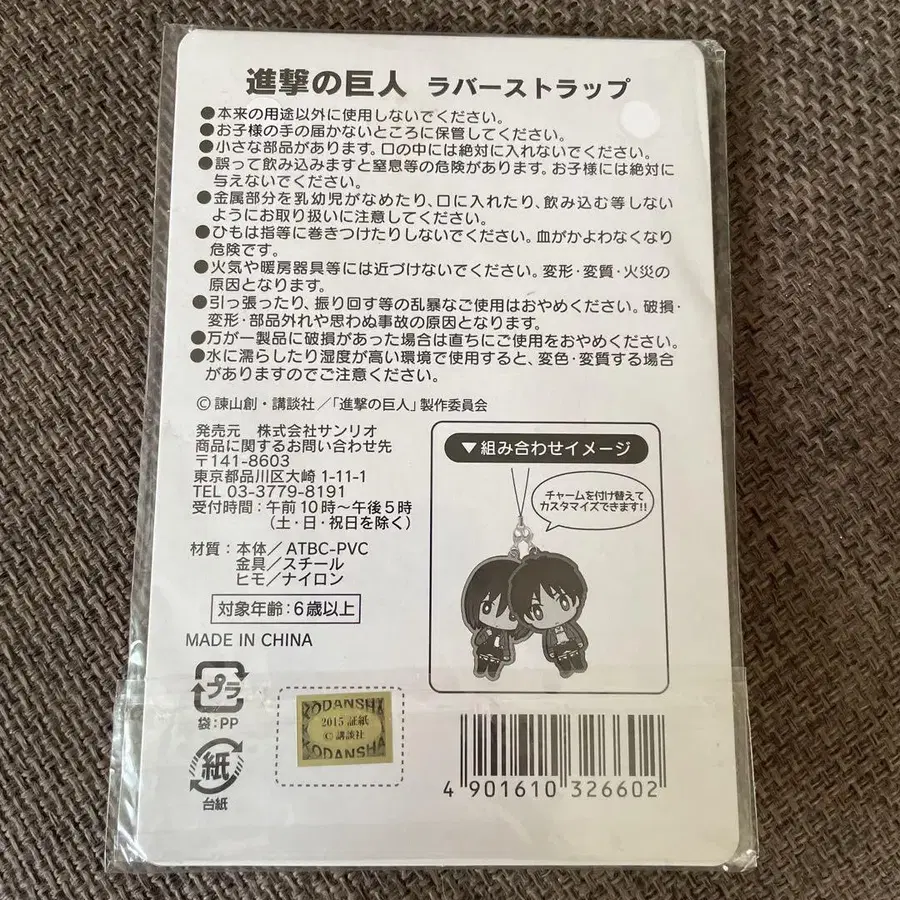 進撃の巨人 ラバーストラップ
●本来の用途以外に使用しないでください。
●お子様の手の届かないところに保管してください。
●小さな部品があります。口の中には絶対に入れないでください。
●誤って飲み込みますと窒息等の危険があります。お子様には絶対に
与えないでください。
●金属部分を乳幼児がなめたり、口に入れたり、飲み込む等しない
ようにお取り扱いに注意してください。
●ひもは指等に巻きつけたりしないでください。血がかよわなくなり
危険です。
●火気や暖房器具等には近づけないでください。変形・変質・火災の
原因となります。
●引っ張ったり、振り回す等の乱暴なご使用はおやめください。破損・
変形・部品外れや思わぬ事故の原因となります。
●万が一製品に破損があった場合は直ちにご使用をおやめください。
●水に濡らしたり湿度が高い環境で使用すると、変色・変質する場合
がありますのでご注意ください。
© 諫山創・講談社／「進撃の巨人」製作委員会
発売元 株式会社サンリオ
商品に関するお問い合わせ先
〒141-8603
東京都品川区大崎 1-11-1
TEL 03-3779-8191
受付時間：午前10時～午後5時
（土・日・祝日を除く）
材質：本体／ATBC-PVC
金具／スチール
ヒモ／ナイロン
対象年齢：6歳以上
MADE IN CHINA
▼組み合わせイメージ
チャームを付け替えて
カスタマイズできます!!
プラ
袋：PP
紙
台紙
KODANSHA
2015 証紙
© 講談社
KODANSHA
4 901610 326602